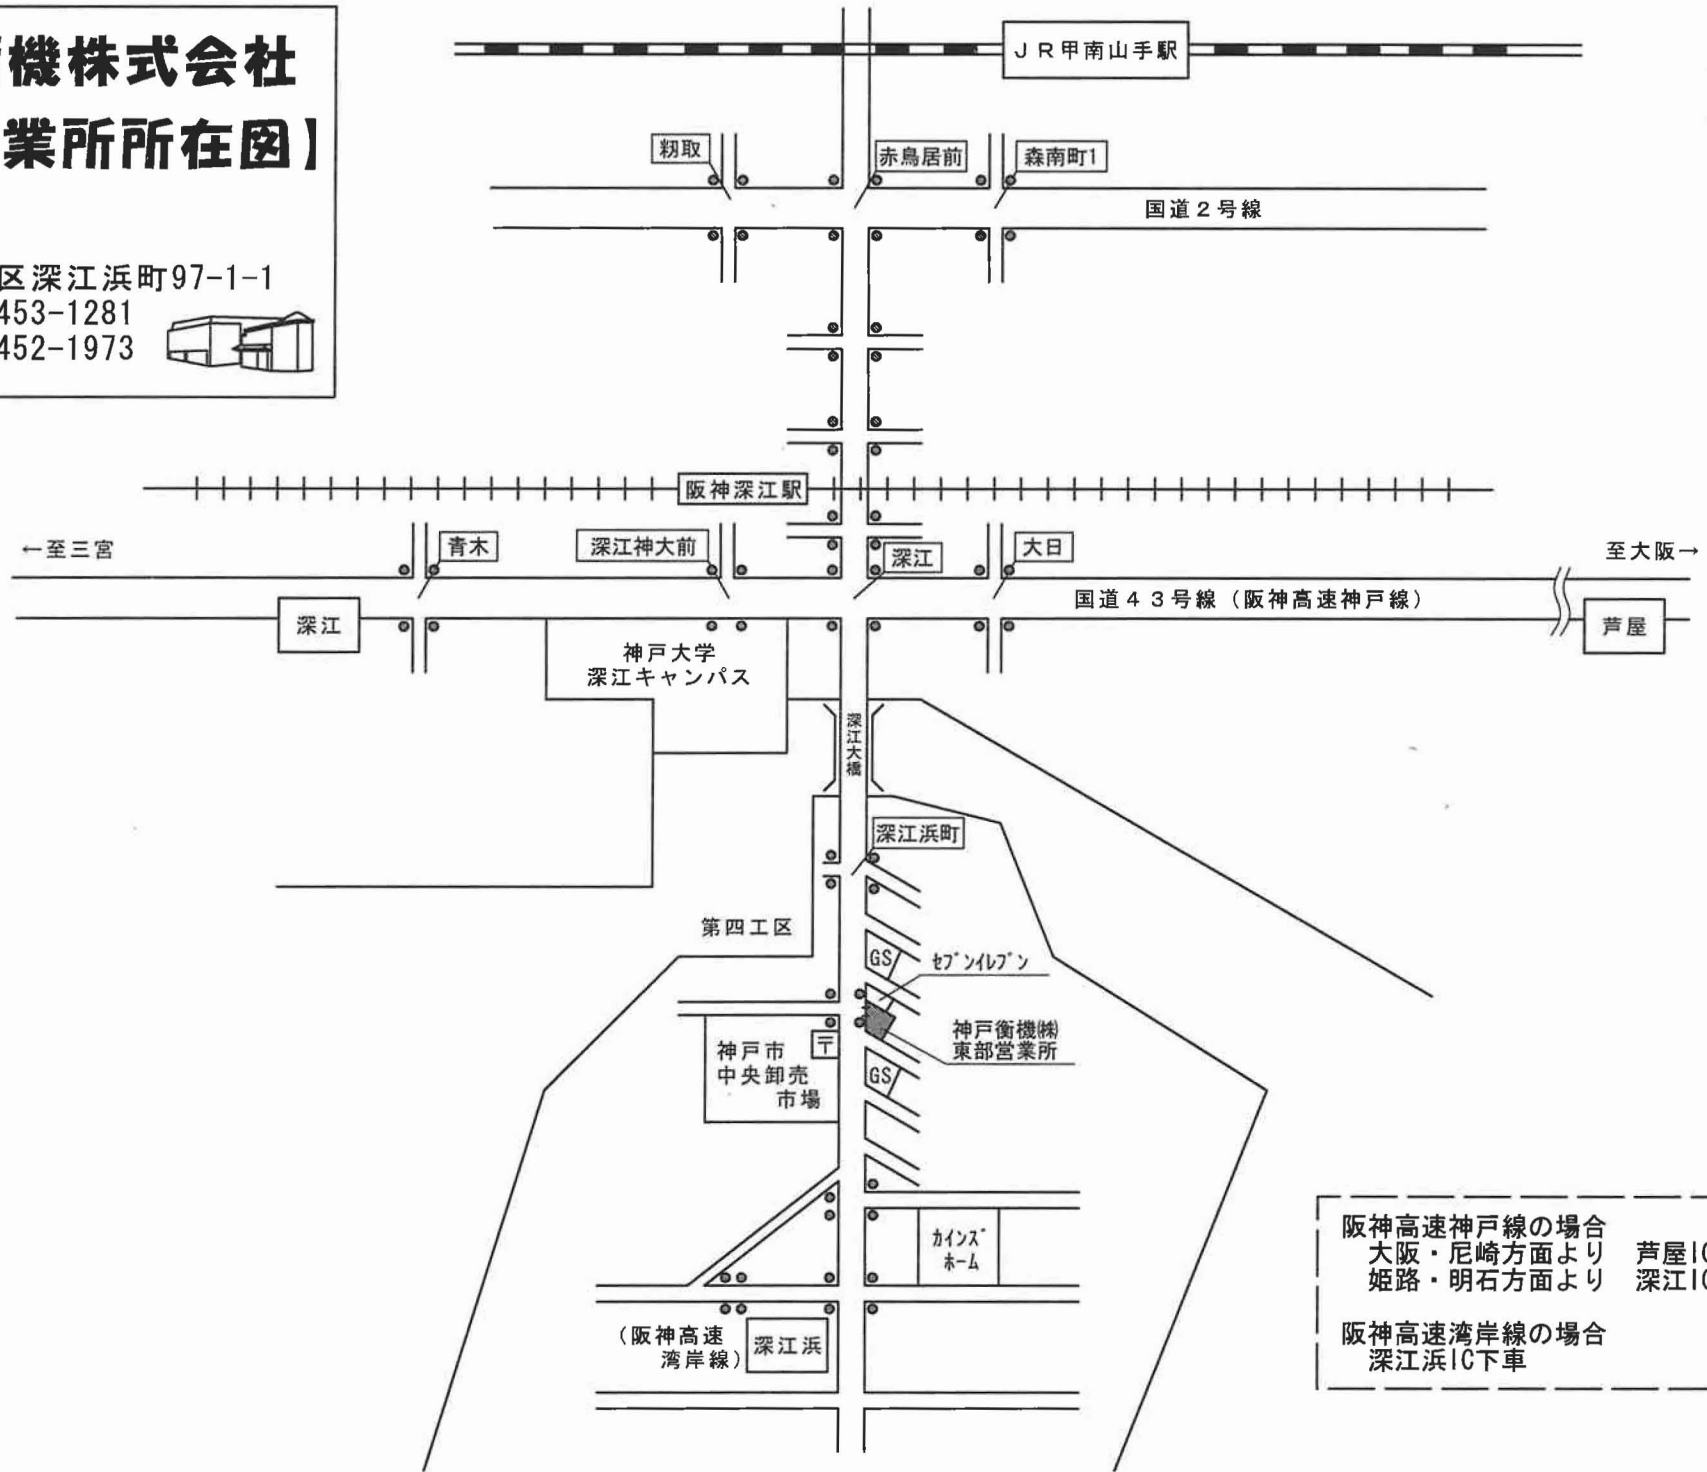 機株式会社
業所所在図】
区深江浜町97-1-1
453-1281
452-1973
JR甲南山手駅
籾取
赤鳥居前
森南町1
国道2号線
阪神深江駅
←至三宮
青木
深江神大前
深江
大日
至大阪→
国道43号線(阪神高速神戸線)
深江
芦屋
神戸大学
深江キャンパス
深江大橋
深江浜町
第四工区
GS
セブンイレブン
神戸衡機㈱
東部営業所
〒
神戸市
中央卸売
市場
GS
カインズ
ホーム
(阪神高速
湾岸線)
深江浜
阪神高速神戸線の場合
大阪・尼崎方面より 芦屋IC
姫路・明石方面より 深江IC
阪神高速湾岸線の場合
深江浜IC下車